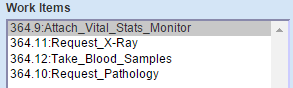 Work Items
364.9:Attach_Vital_Stats_Monitor
364.11:Request_X-Ray
364.12:Take_Blood_Samples
364.10:Request_Pathology